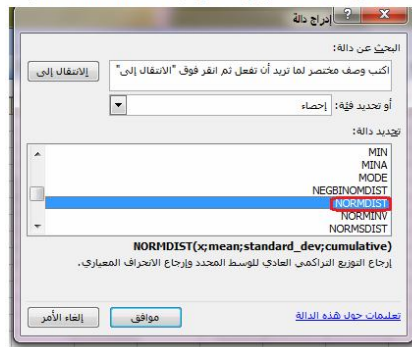 إدراج دالة
البحث عن دالة:
اكتب وصف مختصر لما تريد أن تفعل ثم انقر فوق "الانتقال إلى"
الانتقال إلى
أو تحديد فئة: إحصاء
تحديد دالة:
MIN
MINA
MODE
NEGBINOMDIST
NORMDIST
NORMINV
NORMSDIST
NORMDIST(x;mean;standard_dev;cumulative)
إرجاع التوزيع التراكمي العادي للوسط المحدد وإرجاع الانحراف المعياري.
تعليمات حول هذه الدالة
موافق
إلغاء الأمر